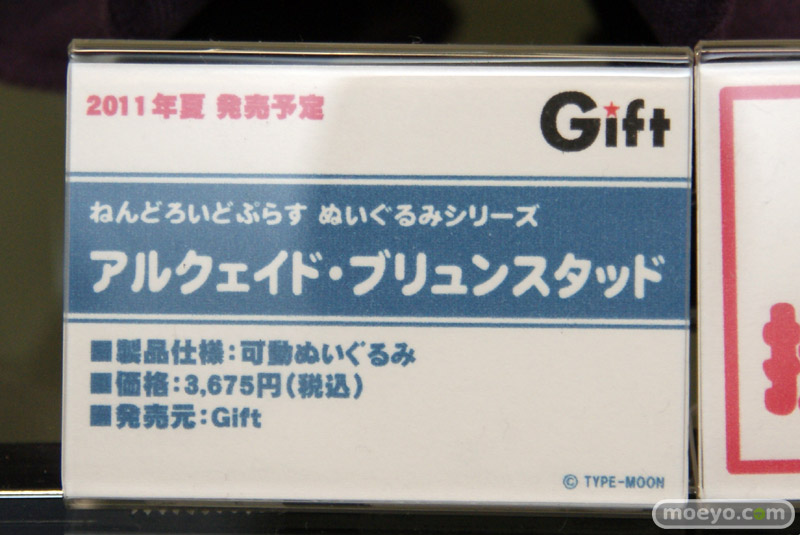 2011年夏 発売予定
Gift
ねんどろいどぷらす ぬいぐるみシリーズ
アルクェイド・ブリュンスタッド
■製品仕様：可動ぬいぐるみ
■価格：3,675円（税込）
■発売元：Gift
© TYPE-MOON
moeyo.com